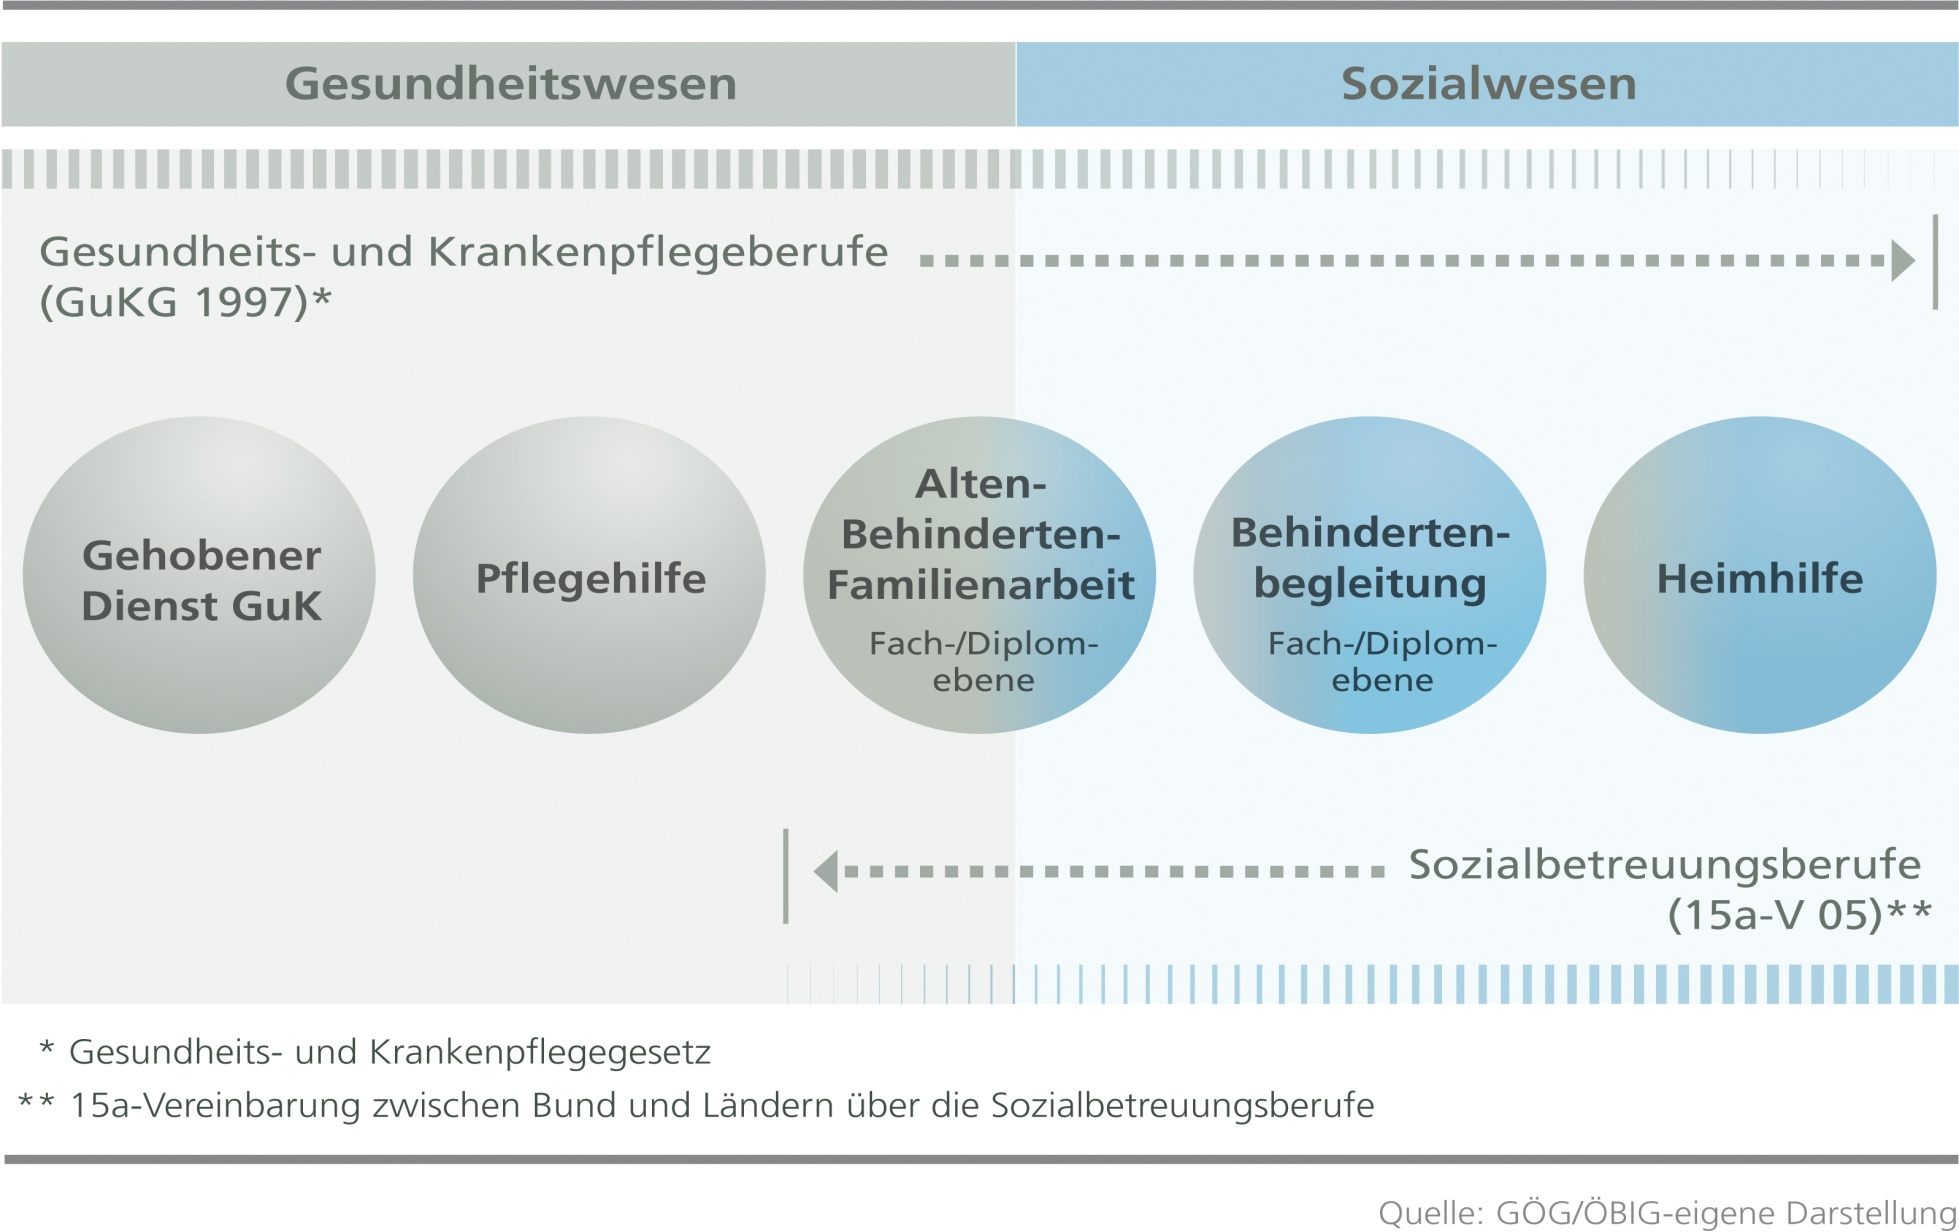 Gesundheitswesen
Sozialwesen
Gesundheits- und Krankenpflegeberufe
(GuKG 1997)*
Gehobener
Dienst GuK
Pflegehilfe
Alten-
Behinderten-
Familienarbeit
Fach-/Diplom-
ebene
Behinderten-
begleitung
Fach-/Diplom-
ebene
Heimhilfe
Sozialbetreuungsberufe
(15a-V 05)**
* Gesundheits- und Krankenpflegegesetz
** 15a-Vereinbarung zwischen Bund und Ländern über die Sozialbetreuungsberufe
Quelle: GÖG/ÖBIG-eigene Darstellung